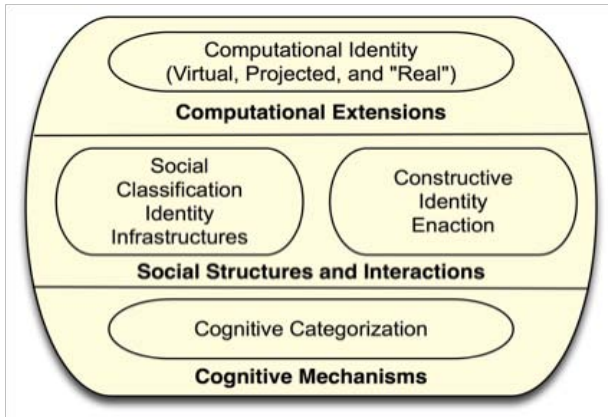 Computational Identity
(Virtual, Projected, and "Real")
Computational Extensions
Social
Classification
Identity
Infrastructures
Constructive
Identity
Enaction
Social Structures and Interactions
Cognitive Categorization
Cognitive Mechanisms